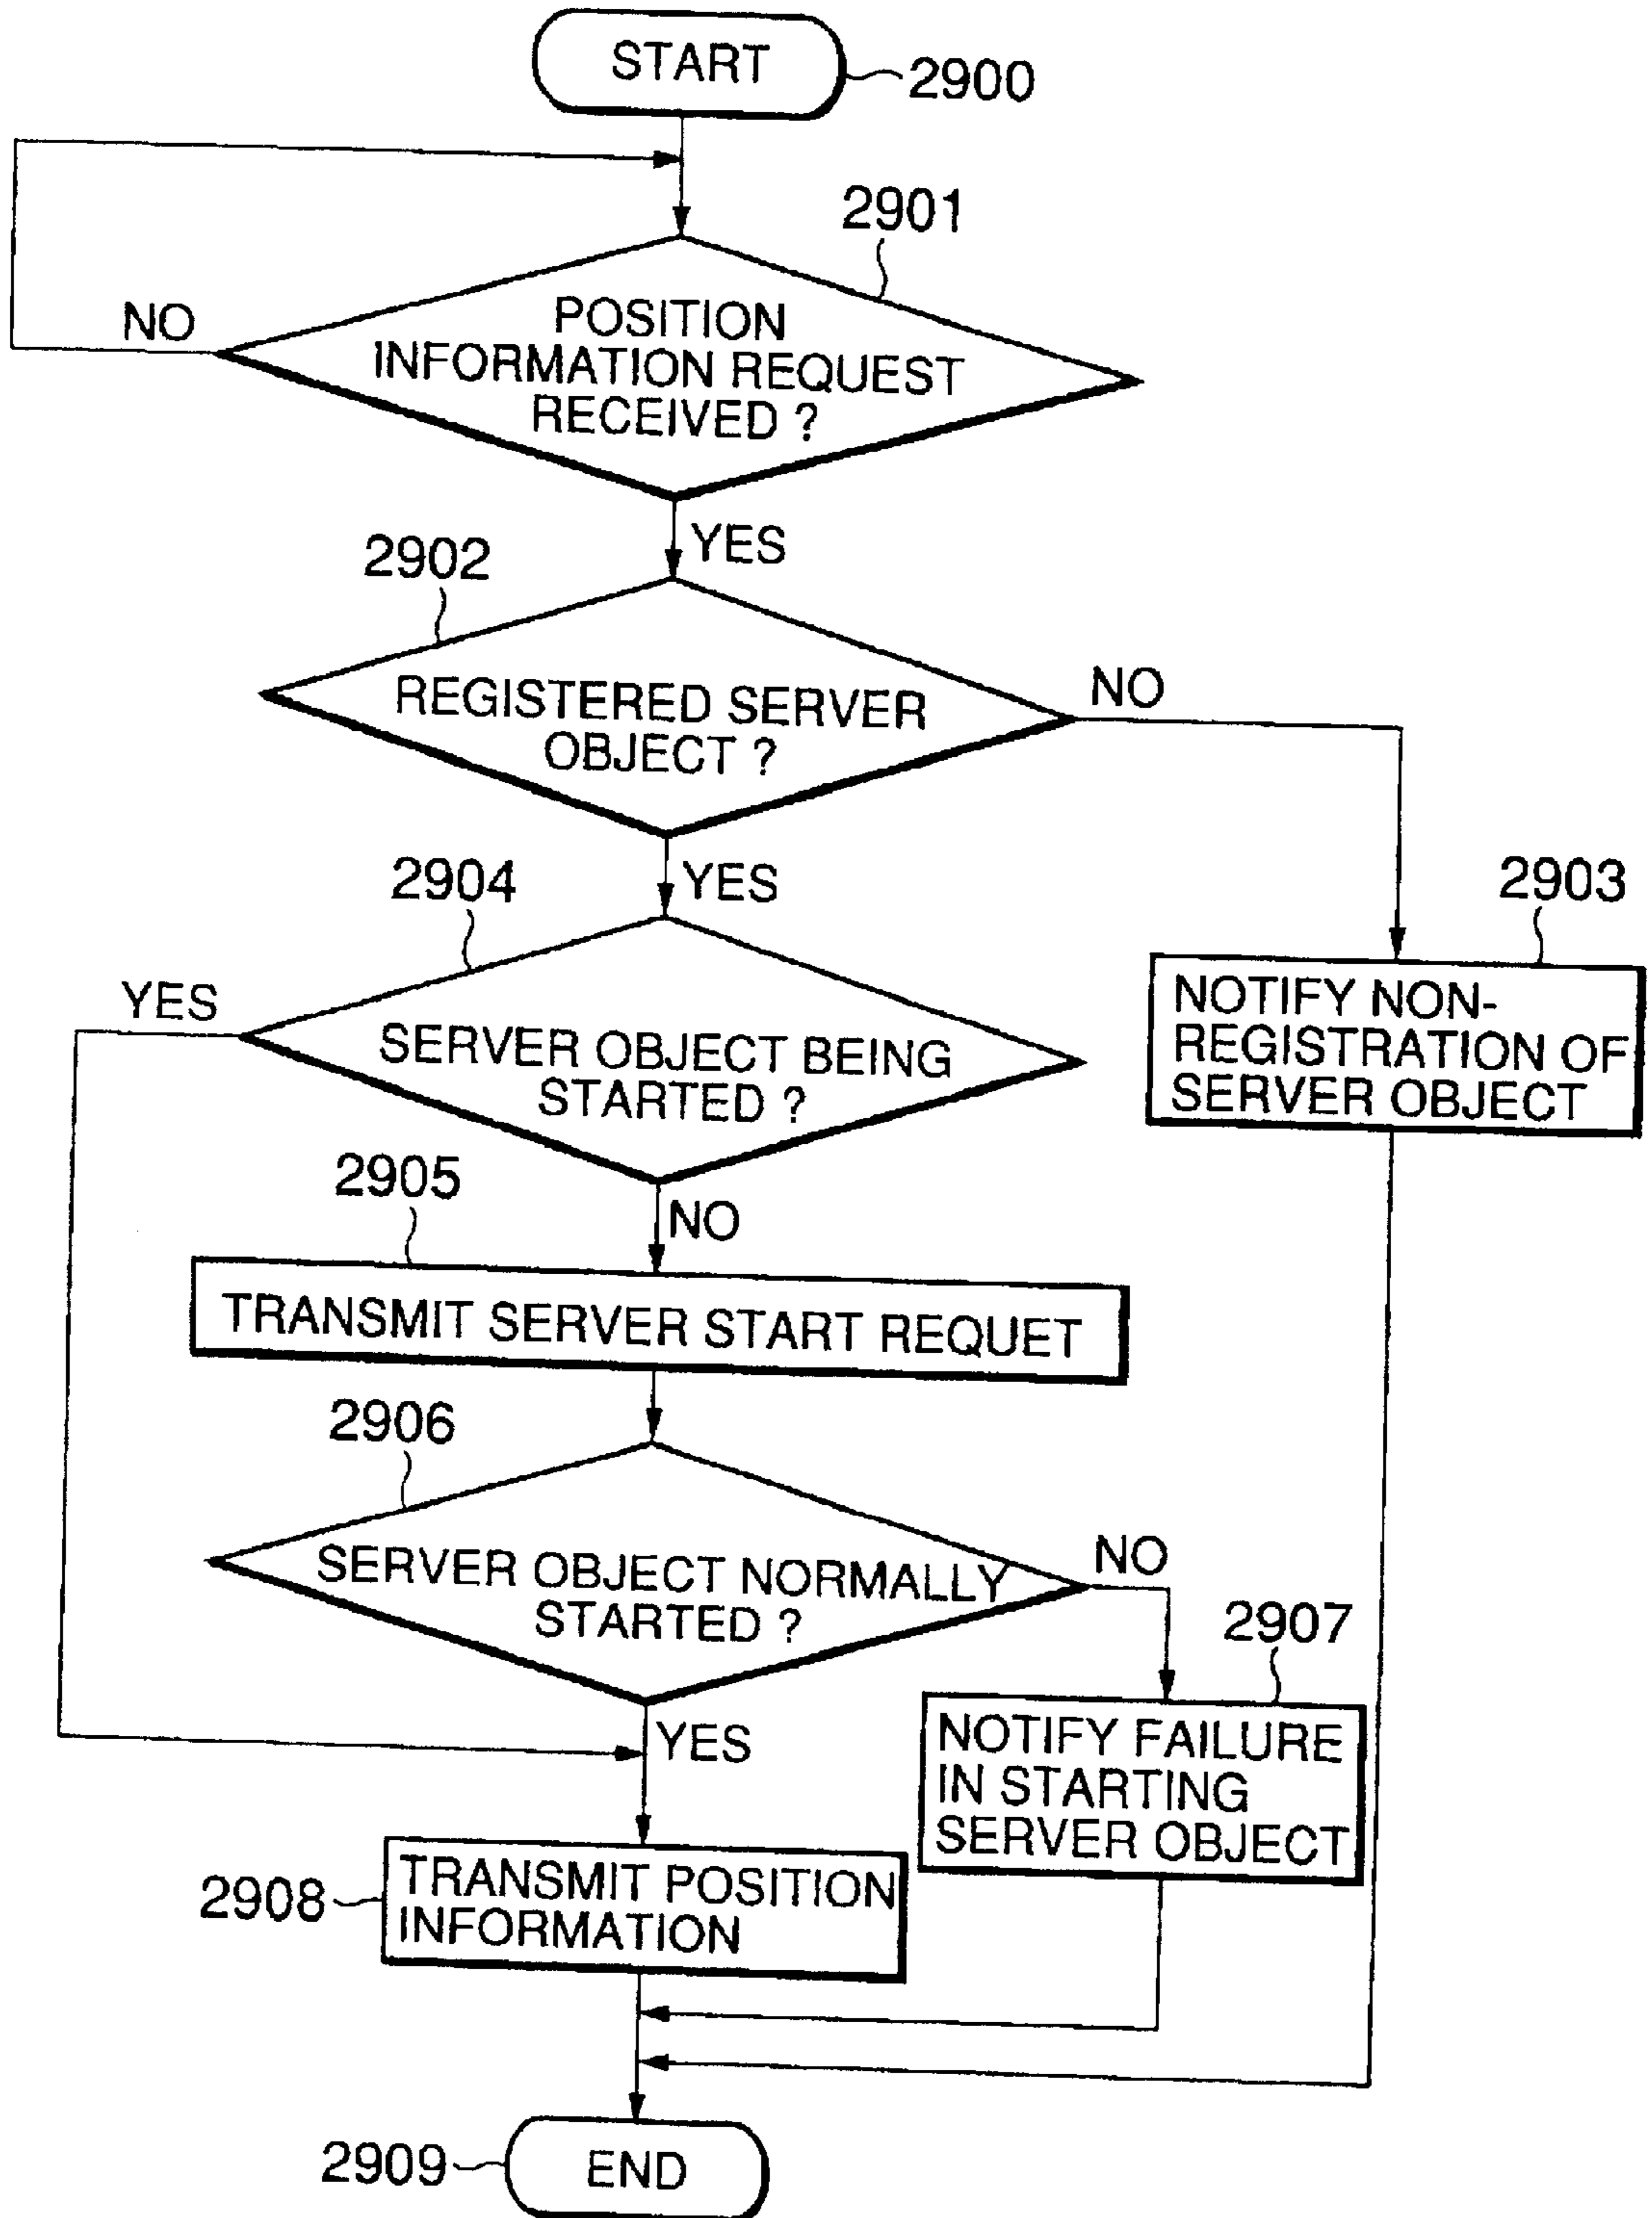 START
2900
2901
NO
POSITION
INFORMATION REQUEST
RECEIVED ?
YES
2902
REGISTERED SERVER
OBJECT ?
NO
YES
2904
2903
NOTIFY NON-
REGISTRATION OF
SERVER OBJECT
YES
SERVER OBJECT BEING
STARTED ?
NO
2905
TRANSMIT SERVER START REQUET
2906
SERVER OBJECT NORMALLY
STARTED ?
NO
2907
NOTIFY FAILURE
IN STARTING
SERVER OBJECT
YES
2908
TRANSMIT POSITION
INFORMATION
2909
END